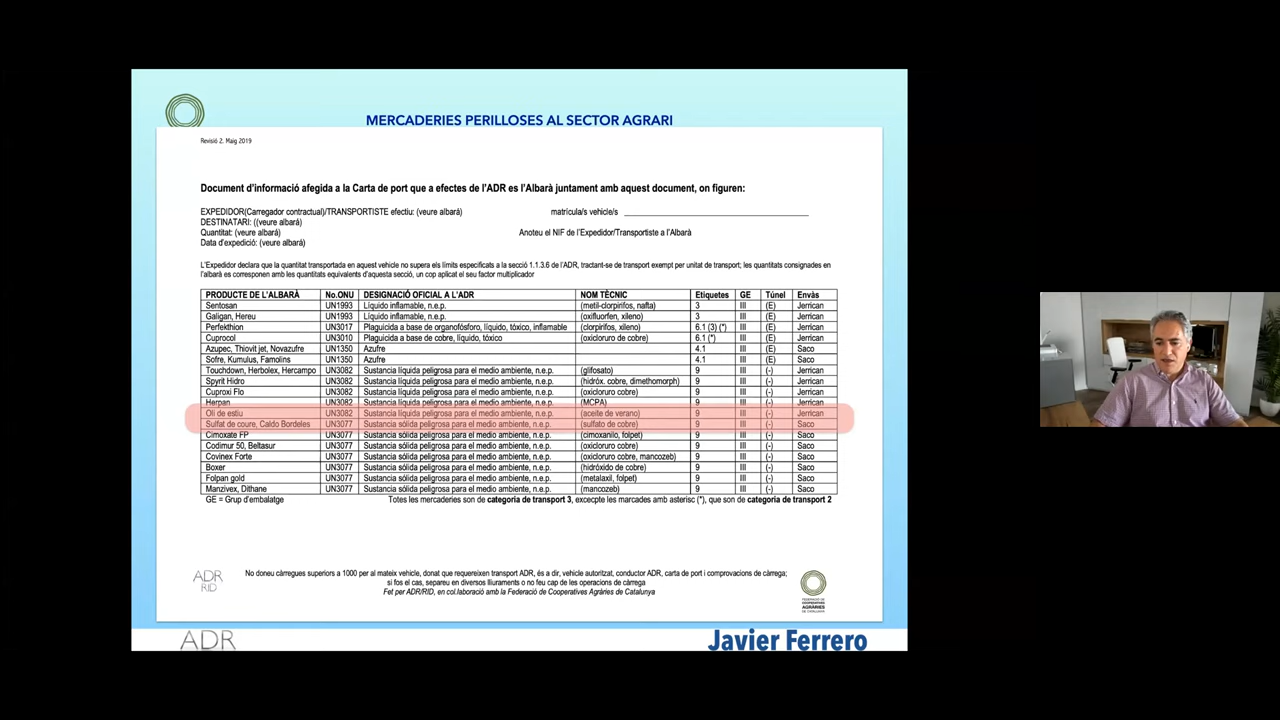 MERCADERIES PERILLOSES AL SECTOR AGRARI
Revisió 2. Maig 2019
Document d'informació afegida a la Carta de port que a efectes de l'ADR es l'Albarà juntament amb aquest document, on figuren:
EXPEDIDOR(Carregador contractual)/TRANSPORTISTE efectiu: (veure albará) matrícula/s vehicle/s
DESTINATARI: ((veure albará)
Quantitat: (veure albará) Anoteu el NIF de l'Expedidor/Transportiste a l'Albarà
Data d'expedició: (veure albará)
L'Expedidor declara que la quantitat transportada en aquest vehicle no supera els límits especificats a la secció 1.1.3.6 de l'ADR, tractant-se de transport exempt per unitat de transport; les quantitats consignades en
l'albarà es corresponen amb les quantitats equivalents d'aquesta secció, un cop aplicat el seu factor multiplicador
PRODUCTE DE L'ALBARÀ No.ONU DESIGNACIÓ OFICIAL A L'ADR NOM TÈCNIC Etiquetes GE Túnel Envàs
Sentosan UN1993 Líquido inflamable, n.e.p. (metil-clorpirifos, nafta) 3 III (E) Jerrican
Galigan, Hereu UN1993 Líquido inflamable, n.e.p. (oxifluorfen, xileno) 3 III (E) Jerrican
Perfekthion UN3017 Plaguicida a base de organofósforo, líquido, tóxico, inflamable (clorpirifos, xileno) 6.1 (3) (*) III (E) Jerrican
Cuprocol UN3010 Plaguicida a base de cobre, líquido, tóxico (oxicloruro de cobre) 6.1 (*) III (E) Jerrican
Azupec, Thiovit jet, Novazufre UN1350 Azufre 4.1 III (E) Saco
Sofre, Kumulus, Famolins UN1350 Azufre 4.1 III (E) Saco
Touchdown, Herbolex, Hercampo UN3082 Sustancia líquida peligrosa para el medio ambiente, n.e.p. (glifosato) 9 III (-) Jerrican
Spyrit Hidro UN3082 Sustancia líquida peligrosa para el medio ambiente, n.e.p. (hidróx. cobre, dimethomorph) 9 III (-) Jerrican
Cuproxi Flo UN3082 Sustancia líquida peligrosa para el medio ambiente, n.e.p. (oxicloruro cobre) 9 III (-) Jerrican
Herpan UN3082 Sustancia líquida peligrosa para el medio ambiente, n.e.p. (MCPA) 9 III (-) Jerrican
Oli de estiu UN3082 Sustancia líquida peligrosa para el medio ambiente, n.e.p. (aceite de verano) 9 III (-) Jerrican
Sulfat de coure, Caldo Bordeles UN3077 Sustancia sólida peligrosa para el medio ambiente, n.e.p. (sulfato de cobre) 9 III (-) Saco
Cimoxate FP UN3077 Sustancia sólida peligrosa para el medio ambiente, n.e.p. (cimoxanilo, folpet) 9 III (-) Saco
Codimur 50, Beltasur UN3077 Sustancia sólida peligrosa para el medio ambiente, n.e.p. (oxicloruro cobre) 9 III (-) Saco
Covinex Forte UN3077 Sustancia sólida peligrosa para el medio ambiente, n.e.p. (oxicloruro cobre, mancozeb) 9 III (-) Saco
Boxer UN3077 Sustancia sólida peligrosa para el medio ambiente, n.e.p. (hidróxido de cobre) 9 III (-) Saco
Folpan gold UN3077 Sustancia sólida peligrosa para el medio ambiente, n.e.p. (metalaxil, folpet) 9 III (-) Saco
Manzivex, Dithane UN3077 Sustancia sólida peligrosa para el medio ambiente, n.e.p. (mancozeb) 9 III (-) Saco
GE = Grup d'embalatge Totes les mercaderies son de categoria de transport 3, excecpte les marcades amb asterisc (*), que son de categoria de transport 2
No doneu càrregues superiors a 1000 per al mateix vehicle, donat que requereixen transport ADR, és a dir, vehicle autoritzat, conductor ADR, carta de port i comprovacions de càrrega;
si fos el cas, separeu en diversos lliuraments o no feu cap de les operacions de càrrega
Fet per ADR/RID, en col.laboració amb la Federació de Cooperatives Agràries de Catalunya
ADR
RID
FEDERACIÓ DE
COOPERATIVES
AGRÀRIES
DE CATALUNYA
ADR
Javier Ferrero